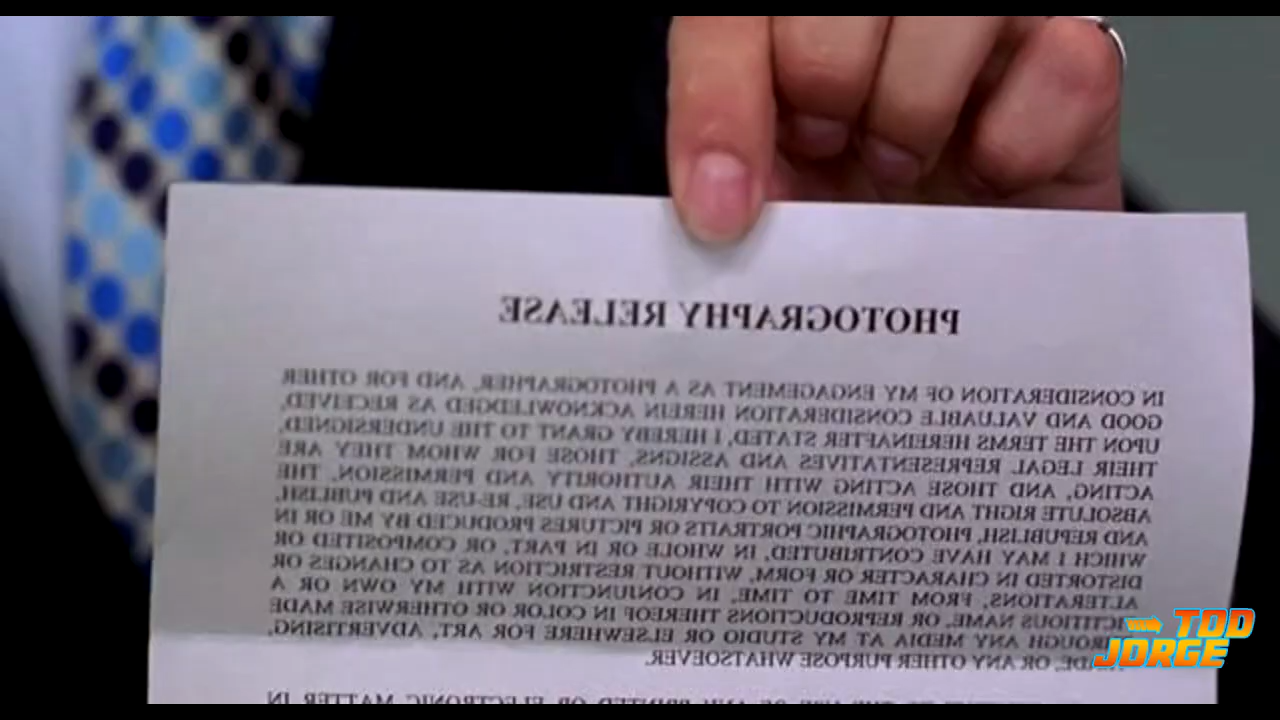 PHOTOGRAPHY RELEASE
IN CONSIDERATION OF MY ENGAGEMENT AS A PHOTOGRAPHER, AND FOR OTHER
GOOD AND VALUABLE CONSIDERATION HEREIN ACKNOWLEDGED AS RECEIVED,
UPON THE TERMS HEREINAFTER STATED, I HEREBY GRANT TO THE UNDERSIGNED,
THEIR LEGAL REPRESENTATIVES AND ASSIGNS, THOSE FOR WHOM THEY ARE
ACTING, AND THOSE ACTING WITH THEIR AUTHORITY AND PERMISSION, THE
ABSOLUTE RIGHT AND PERMISSION TO COPYRIGHT AND USE, RE-USE AND PUBLISH,
AND REPUBLISH, PHOTOGRAPHIC PORTRAITS OR PICTURES PRODUCED BY ME OR IN
WHICH I MAY HAVE CONTRIBUTED, IN WHOLE OR IN PART, OR COMPOSITED OR
DISTORTED IN CHARACTER OR FORM, WITHOUT RESTRICTION AS TO CHANGES OR
ALTERATIONS, FROM TIME TO TIME, IN CONJUNCTION WITH MY OWN OR A
NAME, OR REPRODUCTIONS THEREOF IN COLOR OR OTHERWISE MADE
ANY MEDIA AT MY STUDIO OR ELSEWHERE FOR ART, ADVERTISING,
OR ANY OTHER PURPOSE WHATSOEVER.
OR ELECTRONIC MATTER IN
TOD
JORGE